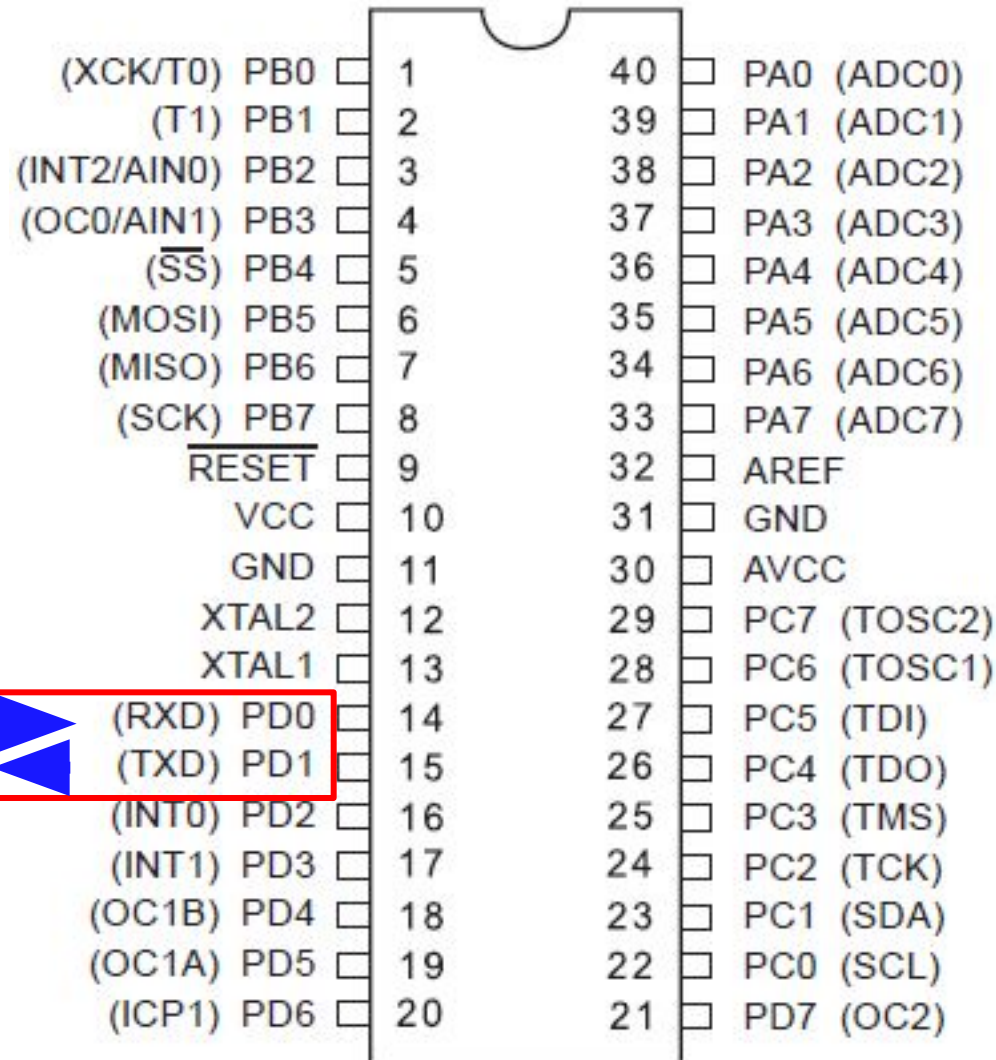 (XCK/T0) PB0 1 40 PA0 (ADC0)
(T1) PB1 2 39 PA1 (ADC1)
(INT2/AIN0) PB2 3 38 PA2 (ADC2)
(OC0/AIN1) PB3 4 37 PA3 (ADC3)
(S̅S̅) PB4 5 36 PA4 (ADC4)
(MOSI) PB5 6 35 PA5 (ADC5)
(MISO) PB6 7 34 PA6 (ADC6)
(SCK) PB7 8 33 PA7 (ADC7)
R̅E̅S̅E̅T̅ 9 32 AREF
VCC 10 31 GND
GND 11 30 AVCC
XTAL2 12 29 PC7 (TOSC2)
XTAL1 13 28 PC6 (TOSC1)
(RXD) PD0 14 27 PC5 (TDI)
(TXD) PD1 15 26 PC4 (TDO)
(INT0) PD2 16 25 PC3 (TMS)
(INT1) PD3 17 24 PC2 (TCK)
(OC1B) PD4 18 23 PC1 (SDA)
(OC1A) PD5 19 22 PC0 (SCL)
(ICP1) PD6 20 21 PD7 (OC2)